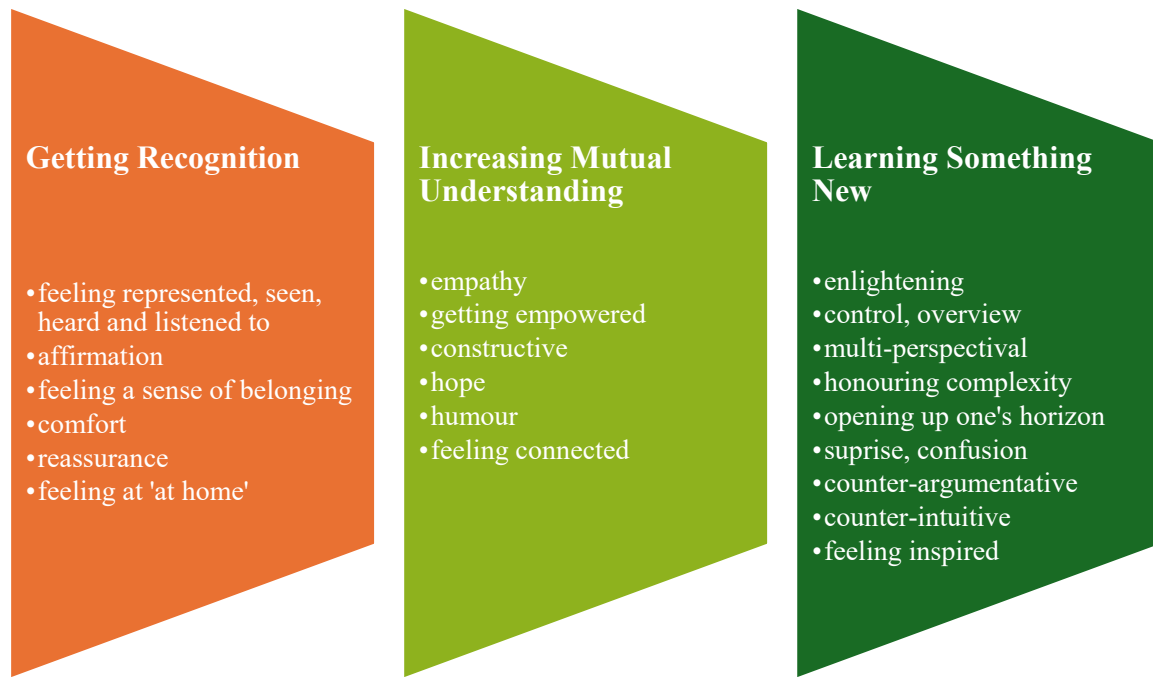 Getting Recognition
•feeling represented, seen,
heard and listened to
•affirmation
•feeling a sense of belonging
•comfort
•reassurance
•feeling at 'at home'
Increasing Mutual
Understanding
•empathy
•getting empowered
•constructive
•hope
•humour
•feeling connected
Learning Something
New
•enlightening
•control, overview
•multi-perspectival
•honouring complexity
•opening up one's horizon
•suprise, confusion
•counter-argumentative
•counter-intuitive
•feeling inspired